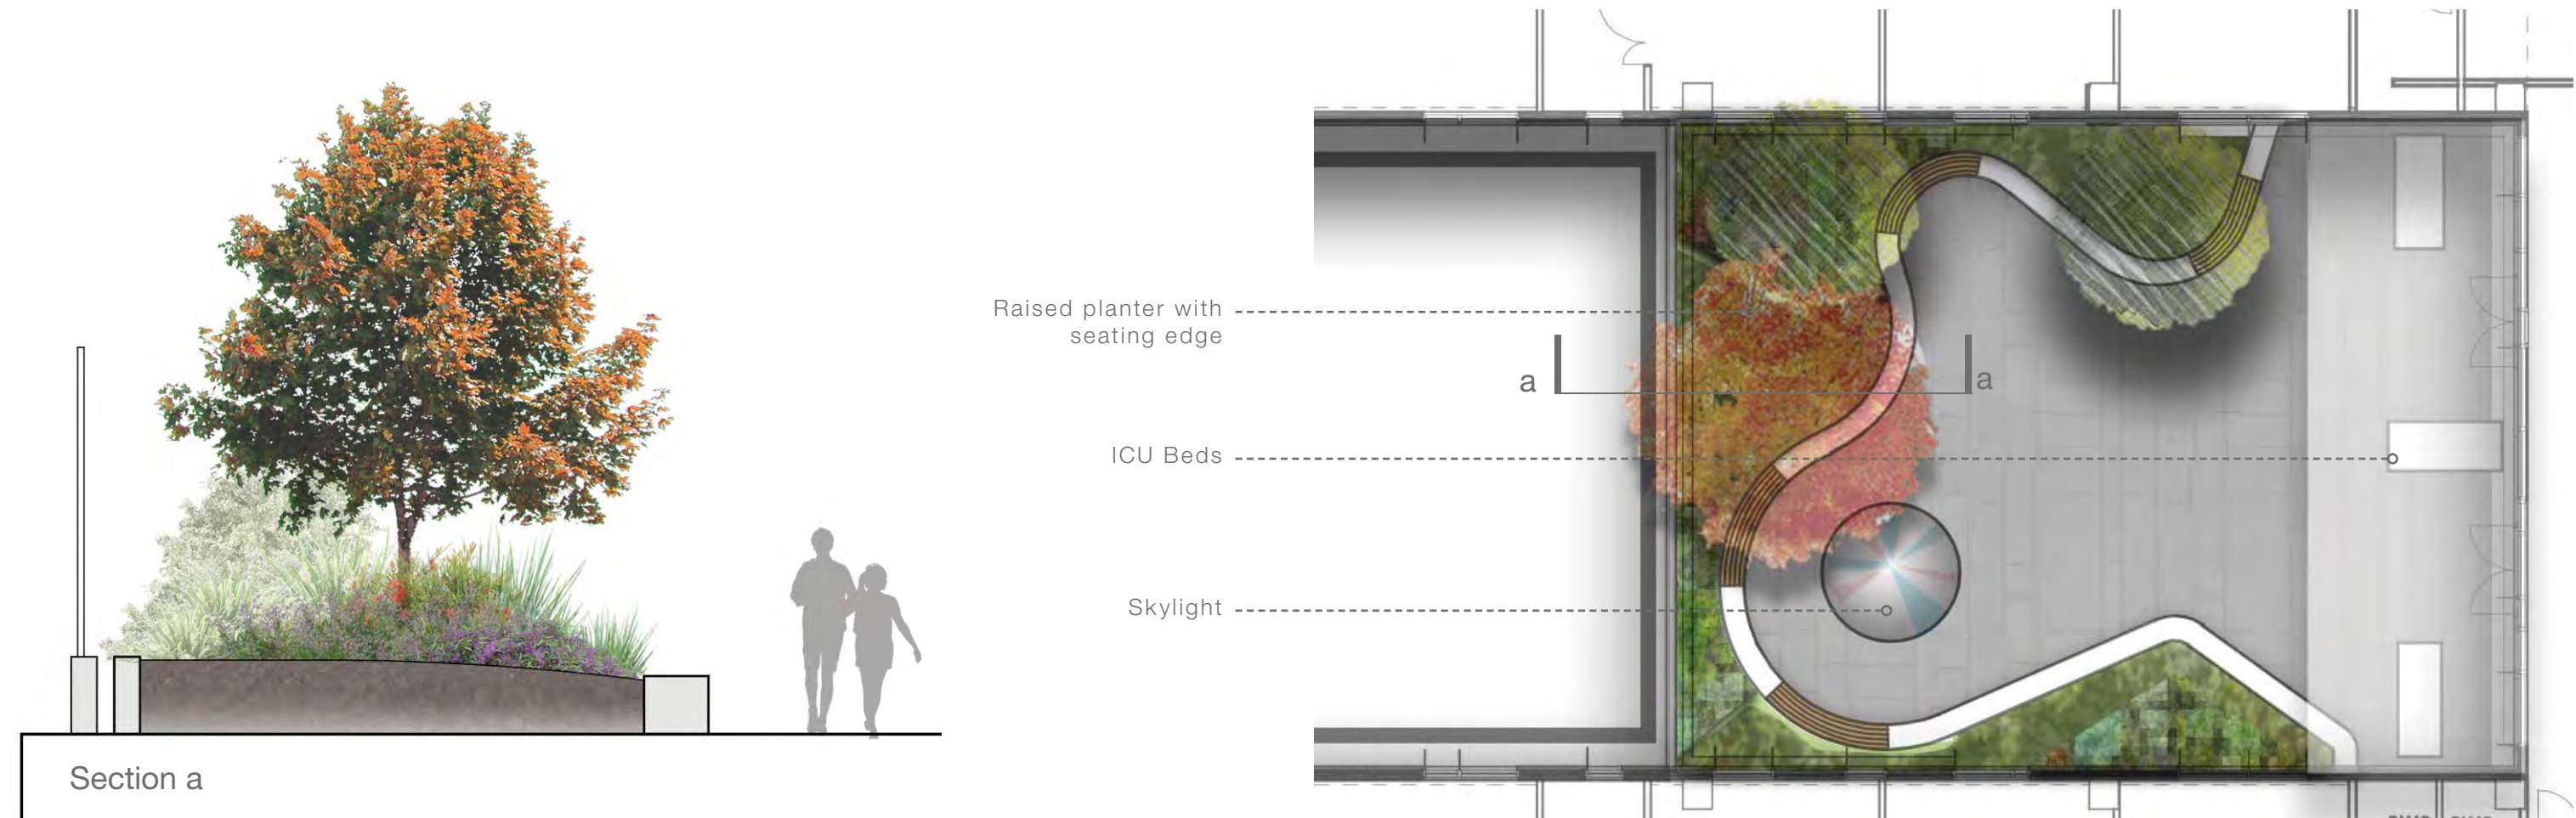 Raised planter with
seating edge
a
a
ICU Beds
Skylight
Section a